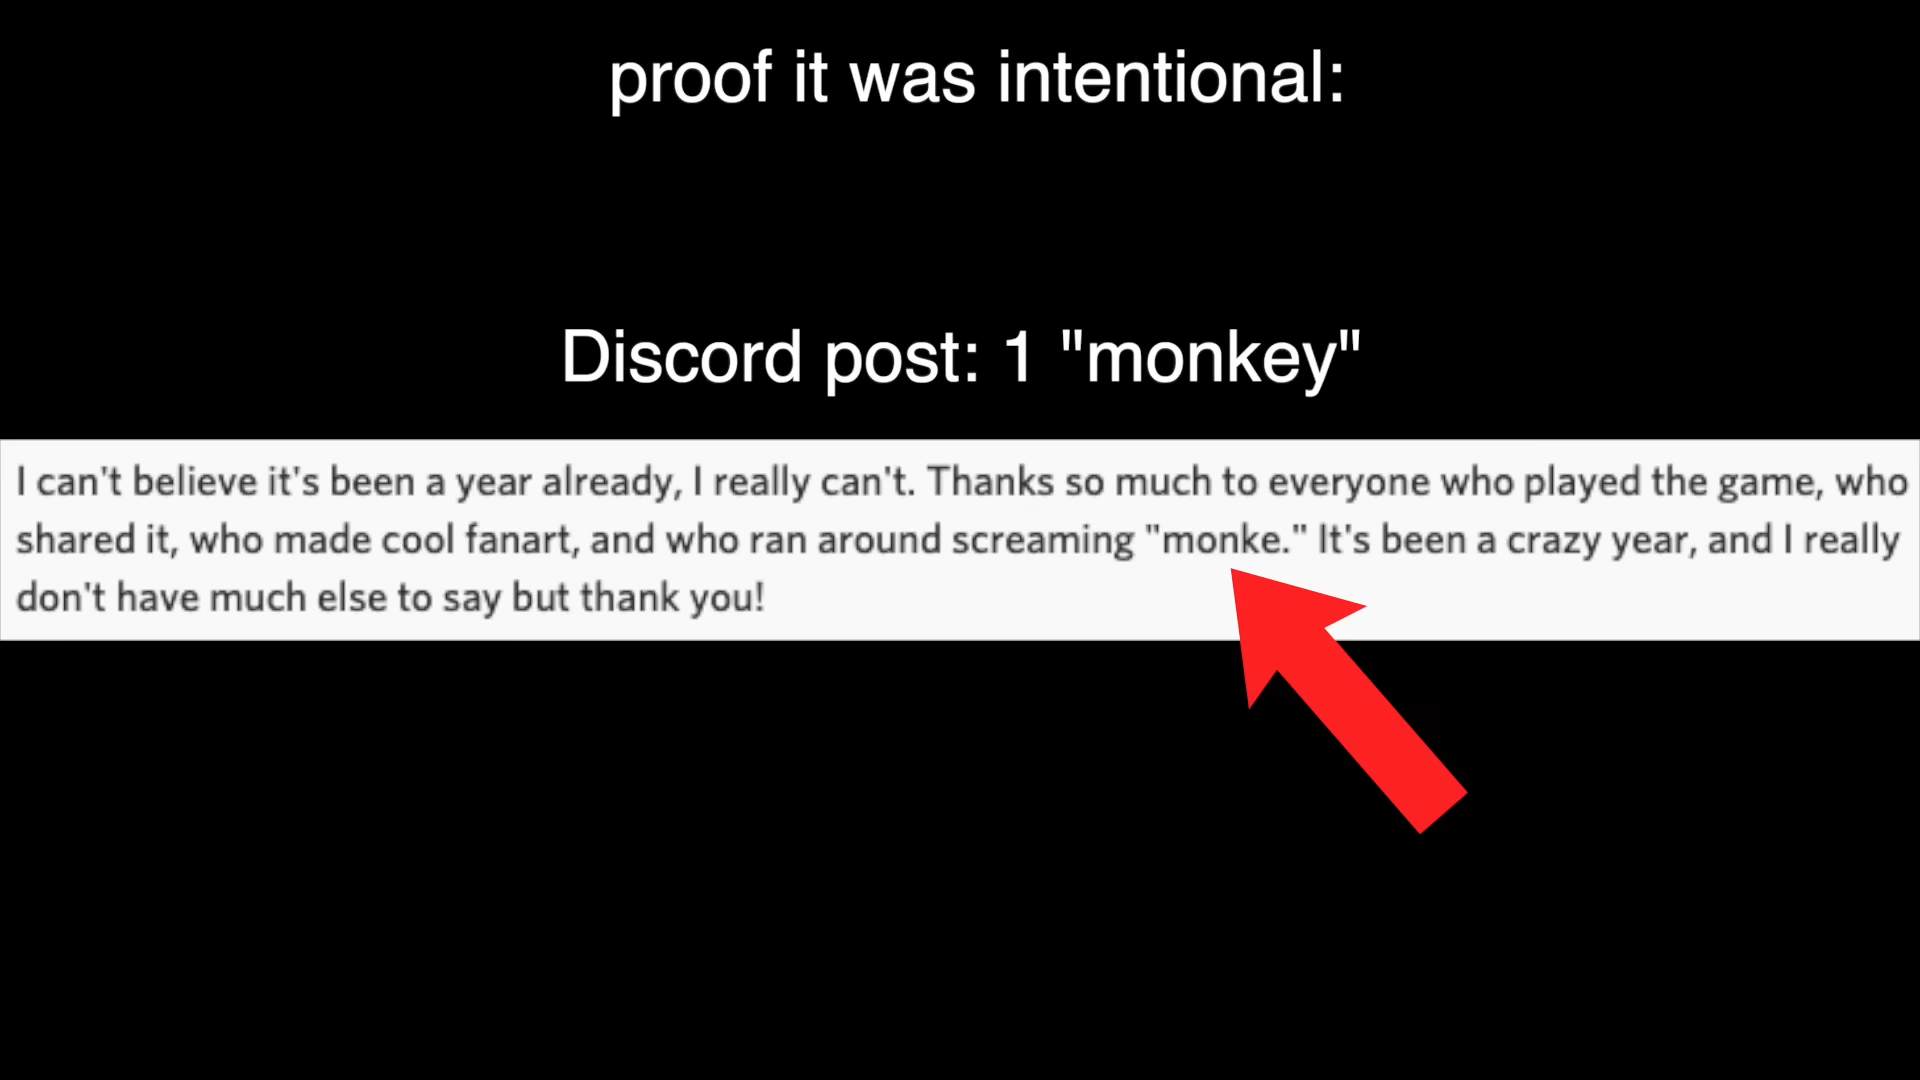 proof it was intentional:
Discord post: 1 "monkey"
I can't believe it's been a year already, I really can't. Thanks so much to everyone who played the game, who
shared it, who made cool fanart, and who ran around screaming "monke." It's been a crazy year, and I really
don't have much else to say but thank you!